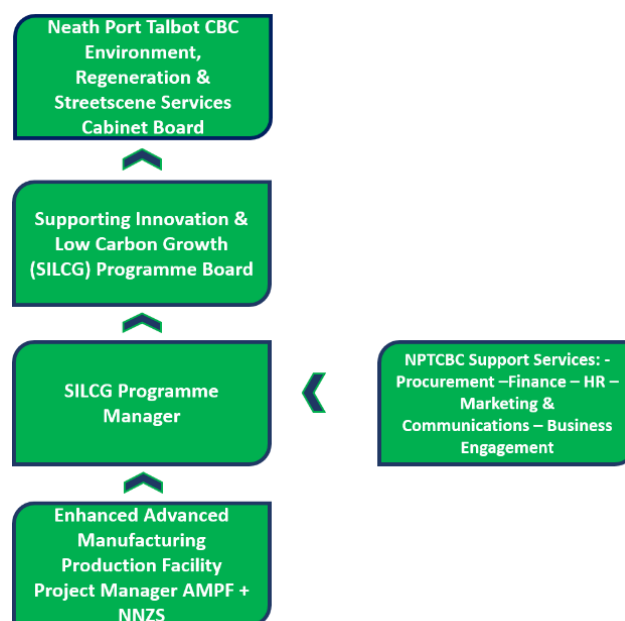 Neath Port Talbot CBC
Environment,
Regeneration &
Streetscene Services
Cabinet Board
Supporting Innovation &
Low Carbon Growth
(SILCG) Programme Board
SILCG Programme
Manager
NPTCBC Support Services: -
Procurement –Finance – HR –
Marketing &
Communications – Business
Engagement
Enhanced Advanced
Manufacturing
Production Facility
Project Manager AMPF +
NNZS